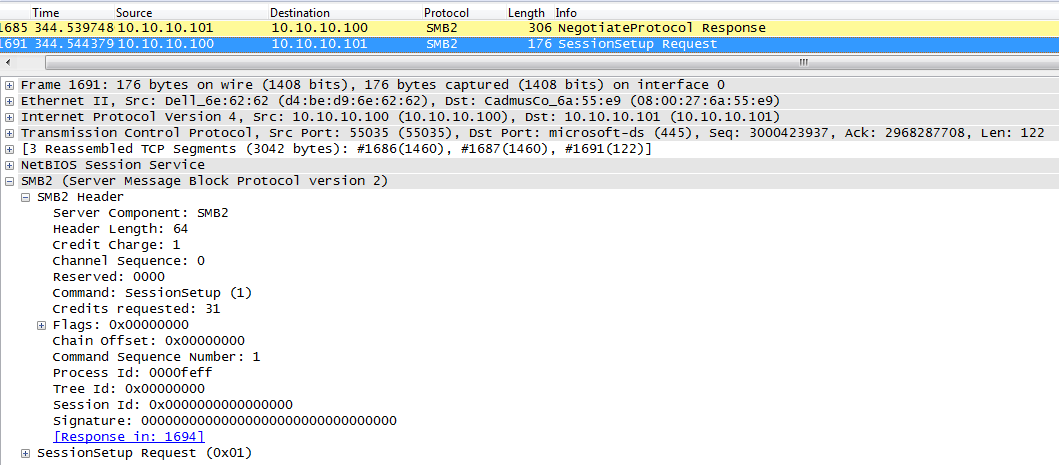 Time Source Destination Protocol Length Info
1685 344.539748 10.10.10.101 10.10.10.100 SMB2 306 NegotiateProtocol Response
1691 344.544379 10.10.10.100 10.10.10.101 SMB2 176 SessionSetup Request
Frame 1691: 176 bytes on wire (1408 bits), 176 bytes captured (1408 bits) on interface 0
Ethernet II, Src: Dell_6e:62:62 (d4:be:d9:6e:62:62), Dst: CadmusCo_6a:55:e9 (08:00:27:6a:55:e9)
Internet Protocol Version 4, Src: 10.10.10.100 (10.10.10.100), Dst: 10.10.10.101 (10.10.10.101)
Transmission Control Protocol, Src Port: 55035 (55035), Dst Port: microsoft-ds (445), Seq: 3000423937, Ack: 2968287708, Len: 122
[3 Reassembled TCP Segments (3042 bytes): #1686(1460), #1687(1460), #1691(122)]
NetBIOS Session Service
SMB2 (Server Message Block Protocol version 2)
SMB2 Header
Server Component: SMB2
Header Length: 64
Credit Charge: 1
Channel Sequence: 0
Reserved: 0000
Command: SessionSetup (1)
Credits requested: 31
Flags: 0x00000000
Chain Offset: 0x00000000
Command Sequence Number: 1
Process Id: 0000feff
Tree Id: 0x00000000
Session Id: 0x0000000000000000
Signature: 00000000000000000000000000000000
[Response in: 1694]
SessionSetup Request (0x01)